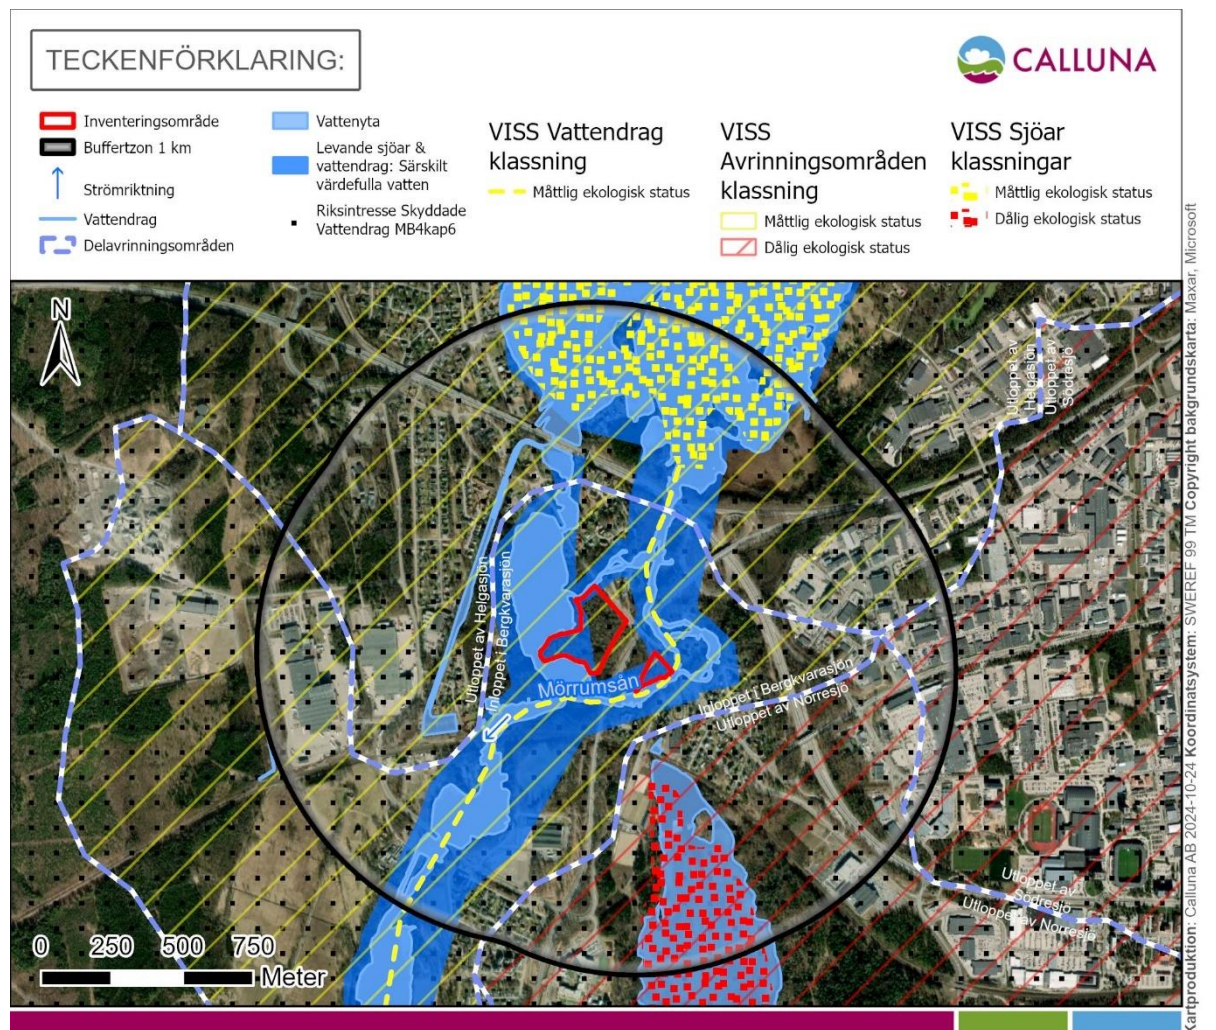 TECKENFÖRKLARING:
CALLUNA
Inventeringsområde
Buffertzon 1 km
Strömriktning
Vattendrag
Delavrinningsområden
Vattenyta
Levande sjöar &
vattendrag: Särskilt
värdefulla vatten
Riksintresse Skyddade
Vattendrag MB4kap6
VISS Vattendrag
klassning
Måttlig ekologisk status
VISS
Avrinningsområden
klassning
Måttlig ekologisk status
Dålig ekologisk status
VISS Sjöar
klassningar
Måttlig ekologisk status
Dålig ekologisk status
N
Utloppet av
Helgasjön
Utloppet av
Södresjö
Utloppet av Helgasjön
Inloppet i Bergkvarasjön
Mörrumsån
Inloppet i Bergkvarasjön
Utloppet av Norresjö
Utloppet av
Södresjö
Utloppet av Norresjö
0 250 500 750
Meter
Kartproduktion: Calluna AB 2024-10-24 Koordinatsystem: SWEREF 99 TM Copyright bakgrundskarta: Maxar, Microsoft